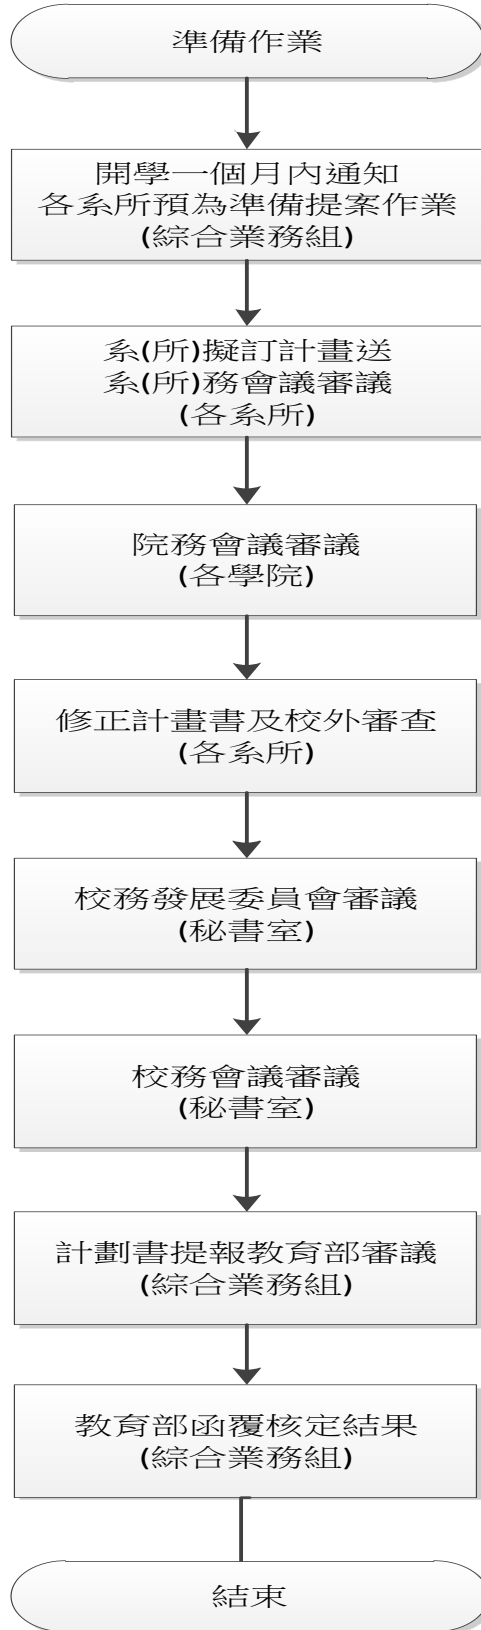 準備作業
開學一個月內通知
各系所預為準備提案作業
(綜合業務組)
系(所)擬訂計畫送
系(所)務會議審議
(各系所)
院務會議審議
(各學院)
修正計畫書及校外審查
(各系所)
校務發展委員會審議
(秘書室)
校務會議審議
(秘書室)
計劃書提報教育部審議
(綜合業務組)
教育部函覆核定結果
(綜合業務組)
結束